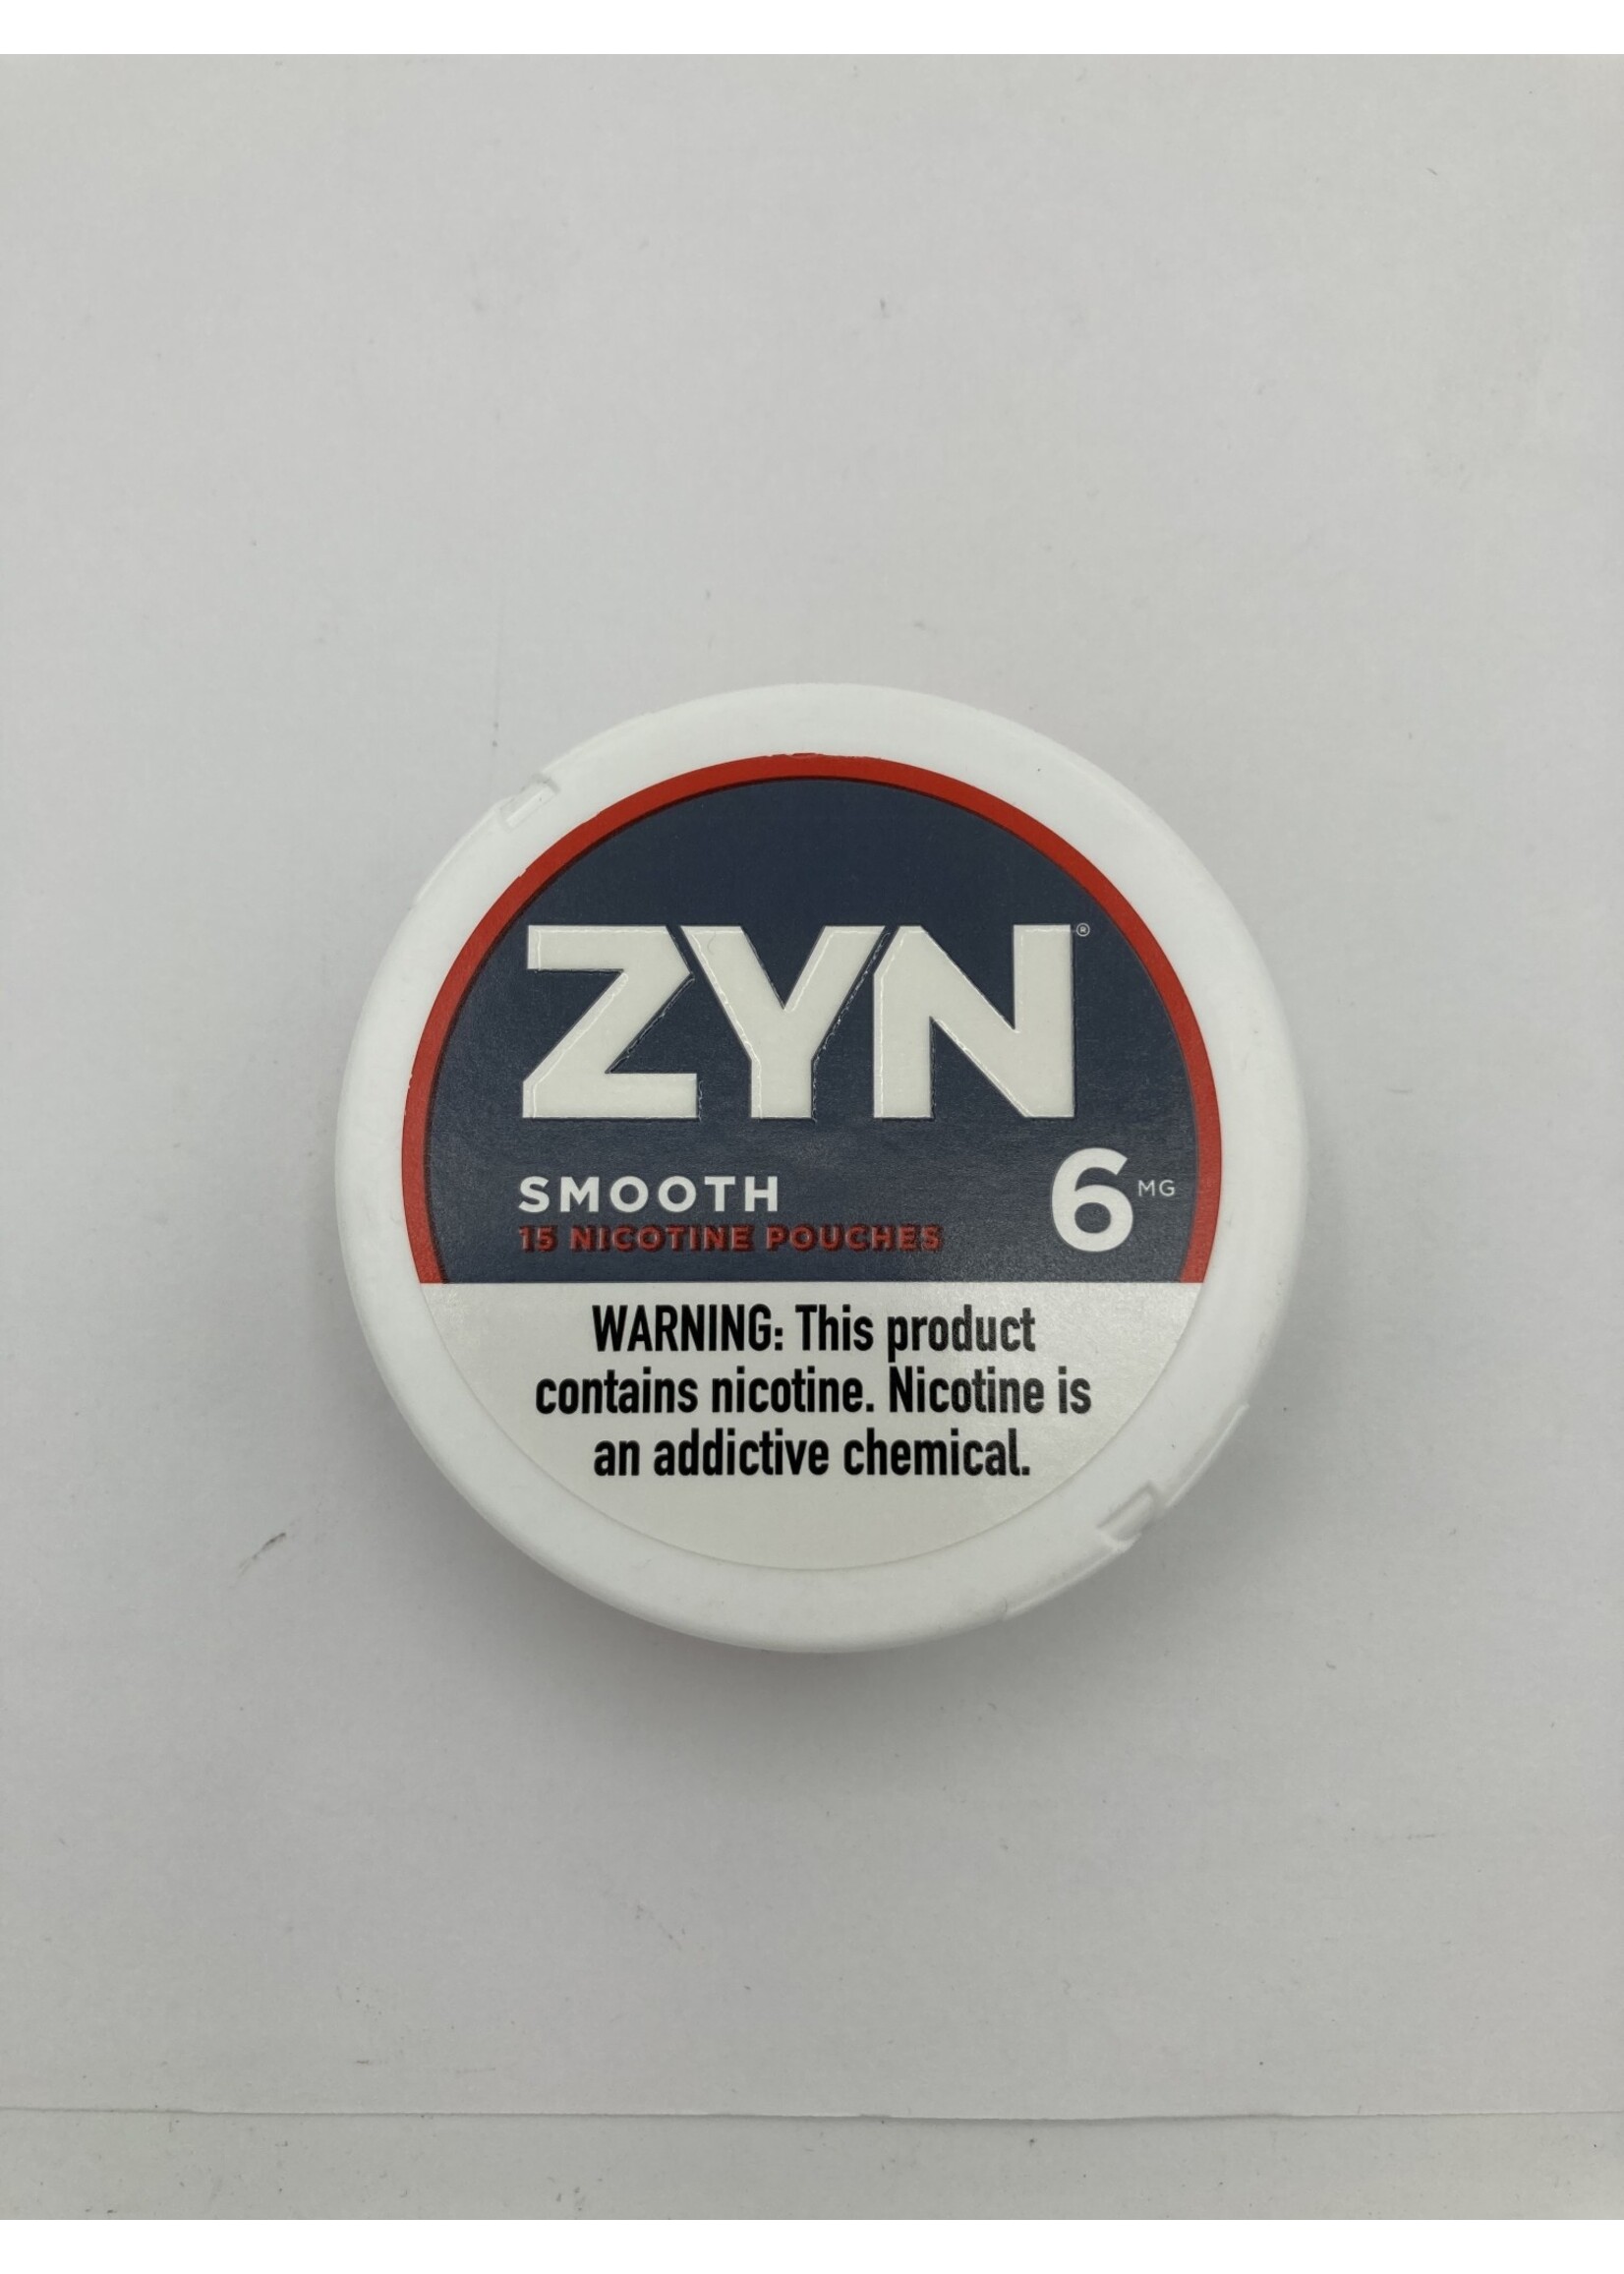 ZYN®
SMOOTH
6 MG
15 NICOTINE POUCHES
WARNING: This product
contains nicotine. Nicotine is
an addictive chemical.